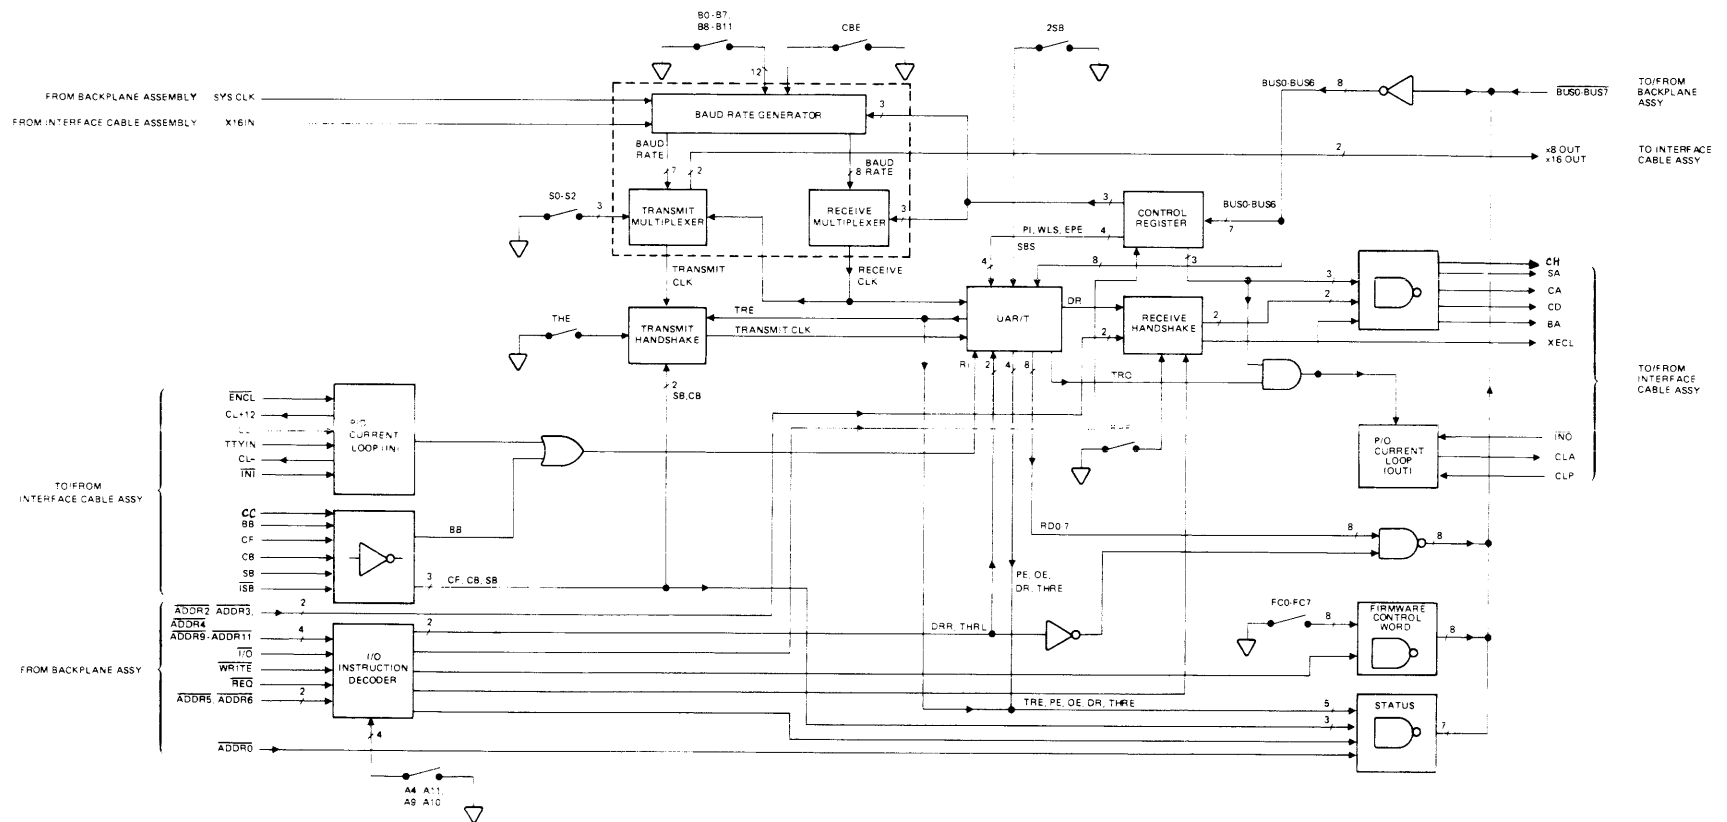 B0-B7,
B8-B11
CBE
2SB
12
FROM BACKPLANE ASSEMBLY SYS CLK
FROM INTERFACE CABLE ASSEMBLY X16IN
BAUD RATE GENERATOR
3
BUS0-BUS6
8
BUS0-BUS7
TO/FROM
BACKPLANE
ASSY
BAUD
RATE
7
2
BAUD
8 RATE
2
x8 OUT
x16 OUT
TO INTERFACE
CABLE ASSY
S0-S2
3
TRANSMIT
MULTIPLEXER
RECEIVE
MULTIPLEXER
3
3
CONTROL
REGISTER
BUS0-BUS6
7
PI, WLS, EPE
4
SBS
4
8
3
TRANSMIT
CLK
RECEIVE
CLK
THE
TRANSMIT
HANDSHAKE
TRE
TRANSMIT CLK
UAR/T
DR
2
RECEIVE
HANDSHAKE
2
3
2
CH
SA
CA
CD
BA
XECL
TO/FROM
INTERFACE
CABLE ASSY
RI
2
4
8
TRO
2
SB,CB
ENCL
CL+12
TTYIN
CL-
INI
P/O
CURRENT
LOOP (IN)
P/O
CURRENT
LOOP
(OUT)
INO
CLA
CLP
TO/FROM
INTERFACE CABLE ASSY
CC
BB
CF
CB
SB
ISB
BB
3
CF, CB, SB
RD0 7
8
8
PE, OE,
DR, THRE
ADDR2 ADDR3,
ADDR4
2
ADDR9-ADDR11
4
I/O
WRITE
REQ
ADDR5, ADDR6
2
FROM BACKPLANE ASSY
I/O
INSTRUCTION
DECODER
2
DRR, THRL
FC0-FC7
8
FIRMWARE
CONTROL
WORD
8
TRE, PE, OE, DR, THRE
5
3
STATUS
7
ADDR0
4
A4 A11,
A9 A10